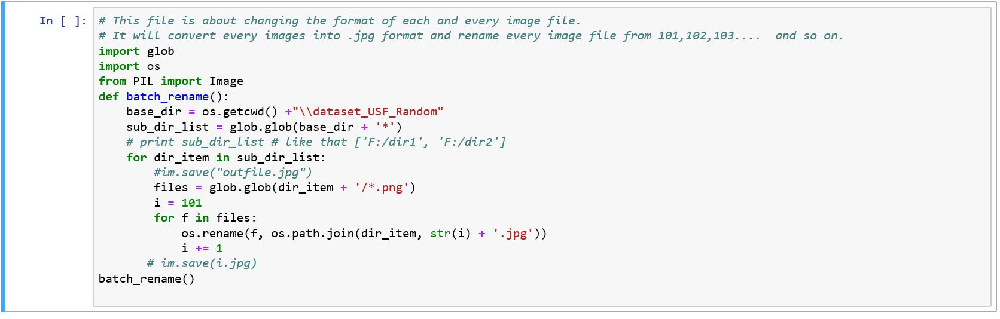 In [ ]: # This file is about changing the format of each and every image file.
# It will convert every images into .jpg format and rename every image file from 101,102,103....  and so on.
import glob
import os
from PIL import Image
def batch_rename():
    base_dir = os.getcwd() +"\\dataset_USF_Random"
    sub_dir_list = glob.glob(base_dir + '*')
    # print sub_dir_list # like that ['F:/dir1', 'F:/dir2']
    for dir_item in sub_dir_list:
        #im.save("outfile.jpg")
        files = glob.glob(dir_item + '/*.png')
        i = 101
        for f in files:
            os.rename(f, os.path.join(dir_item, str(i) + '.jpg'))
            i += 1
       # im.save(i.jpg)
batch_rename()